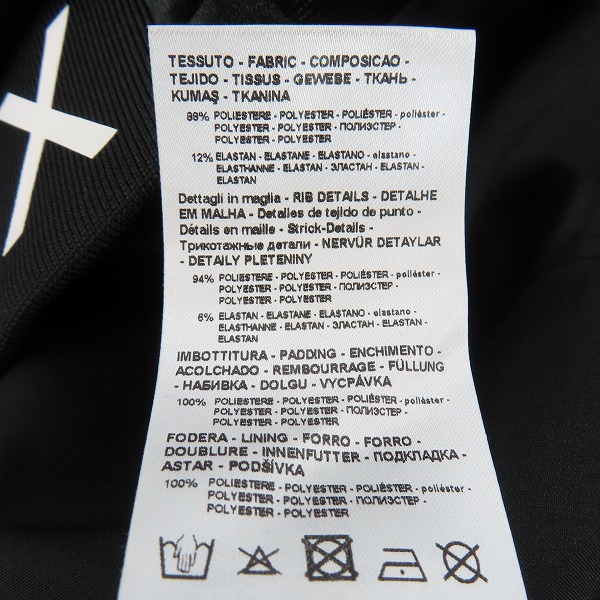 TESSUTO - FABRIC - COMPOSICAO -
TEJIDO - TISSUS - GEWEBE - ТКАНЬ -
KUMAŞ - TKANINA
88% POLIESTERE - POLYESTER - POLIÉSTER - poliéster -
POLYESTER - POLYESTER - ПОЛИЭСТЕР -
POLYESTER - POLYESTER
12% ELASTAN - ELASTANE - ELASTANO - elastano -
ELASTHANNE - ELASTAN - ЭЛАСТАН - ELASTAN -
ELASTAN
Dettagli in maglia - RIB DETAILS - DETALHE
EM MALHA - Detalles de tejido de punto -
Détails en maille - Strick-Details -
Трикотажные детали - NERVÜR DETAYLAR
- DETAILY PLETENINY
94% POLIESTERE - POLYESTER - POLIÉSTER - poliéster -
POLYESTER - POLYESTER - ПОЛИЭСТЕР -
POLYESTER - POLYESTER
6% ELASTAN - ELASTANE - ELASTANO - elastano -
ELASTHANNE - ELASTAN - ЭЛАСТАН - ELASTAN -
ELASTAN
IMBOTTITURA - PADDING - ENCHIMENTO -
ACOLCHADO - REMBOURRAGE - FÜLLUNG
- НАБИВКА - DOLGU - VYCPÁVKA
100% POLIESTERE - POLYESTER - POLIÉSTER - poliéster -
POLYESTER - POLYESTER - ПОЛИЭСТЕР -
POLYESTER - POLYESTER
FODERA - LINING - FORRO - FORRO -
DOUBLURE - INNENFUTTER - ПОДКЛАДКА -
ASTAR - PODŠÍVKA
100% POLIESTERE - POLYESTER - POLIÉSTER - poliéster -
POLYESTER - POLYESTER - ПОЛИЭСТЕР -
POLYESTER - POLYESTER